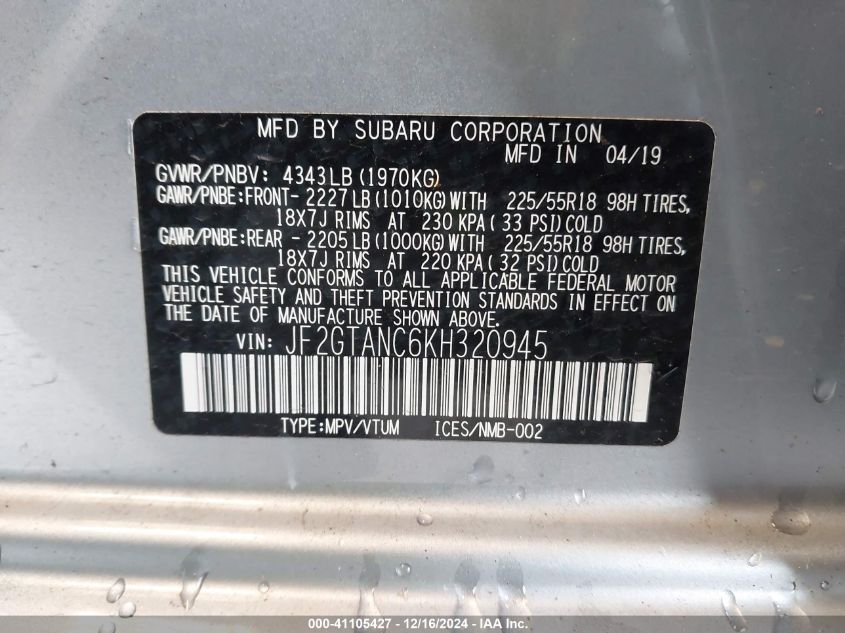 MFD BY SUBARU CORPORATION
MFD IN 04/19
GVWR/PNBV: 4343LB(1970KG)
GAWR/PNBE:FRONT- 2227LB(1010KG)WITH 225/55R18 98H TIRES,
18X7J RIMS AT 230 KPA( 33 PSI)COLD
GAWR/PNBE:REAR - 2205LB(1000KG)WITH 225/55R18 98H TIRES,
18X7J RIMS AT 220 KPA( 32 PSI)COLD
THIS VEHICLE CONFORMS TO ALL APPLICABLE FEDERAL MOTOR
VEHICLE SAFETY AND THEFT PREVENTION STANDARDS IN EFFECT ON
THE DATE OF MANUFACTURE SHOWN ABOVE.
VIN: JF2GTANC6KH320945
TYPE:MPV/VTUM ICES/NMB-002
000-41105427 - 12/16/2024 - IAA Inc.